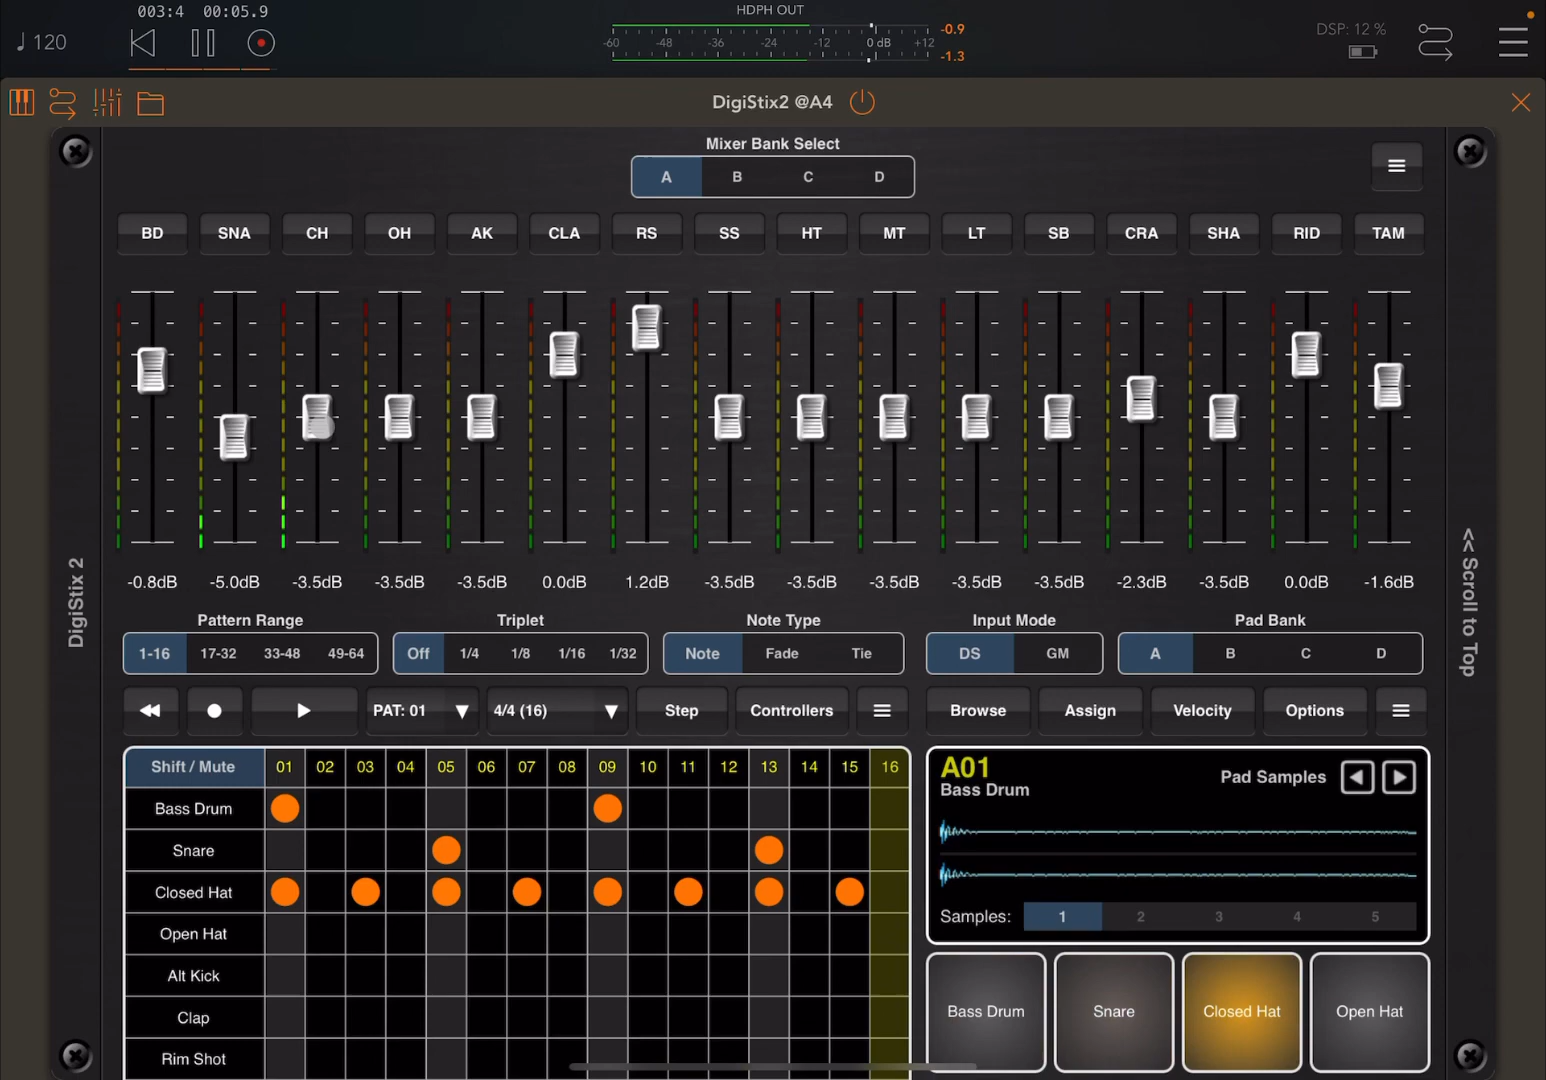 003:4 00:05.9
HDPH OUT
♩ 120
-60 -48 -36 -24 -12 0 dB +12
-0.9
-1.3
DSP: 12 %
DigiStix2 @A4
Mixer Bank Select
A B C D
BD SNA CH OH AK CLA RS SS HT MT LT SB CRA SHA RID TAM
-0.8dB -5.0dB -3.5dB -3.5dB -3.5dB 0.0dB 1.2dB -3.5dB -3.5dB -3.5dB -3.5dB -3.5dB -2.3dB -3.5dB 0.0dB -1.6dB
DigiStix 2
<< Scroll to Top
Pattern Range Triplet Note Type Input Mode Pad Bank
1-16 17-32 33-48 49-64 Off 1/4 1/8 1/16 1/32 Note Fade Tie DS GM A B C D
PAT: 01 4/4 (16) Step Controllers Browse Assign Velocity Options
Shift / Mute 01 02 03 04 05 06 07 08 09 10 11 12 13 14 15 16
Bass Drum
Snare
Closed Hat
Open Hat
Alt Kick
Clap
Rim Shot
A01
Bass Drum
Pad Samples
Samples: 1 2 3 4 5
Bass Drum Snare Closed Hat Open Hat